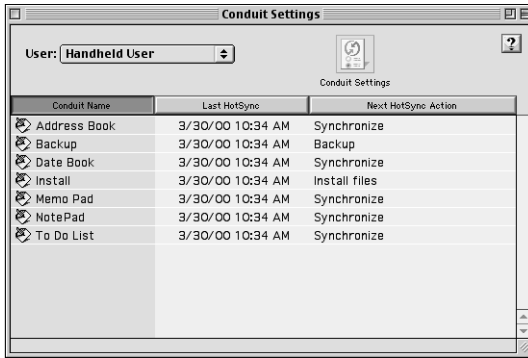 Conduit Settings
User: Handheld User
?
Conduit Settings
Conduit Name Last HotSync Next HotSync Action
Address Book 3/30/00 10:34 AM Synchronize
Backup 3/30/00 10:34 AM Backup
Date Book 3/30/00 10:34 AM Synchronize
Install 3/30/00 10:34 AM Install files
Memo Pad 3/30/00 10:34 AM Synchronize
NotePad 3/30/00 10:34 AM Synchronize
To Do List 3/30/00 10:34 AM Synchronize